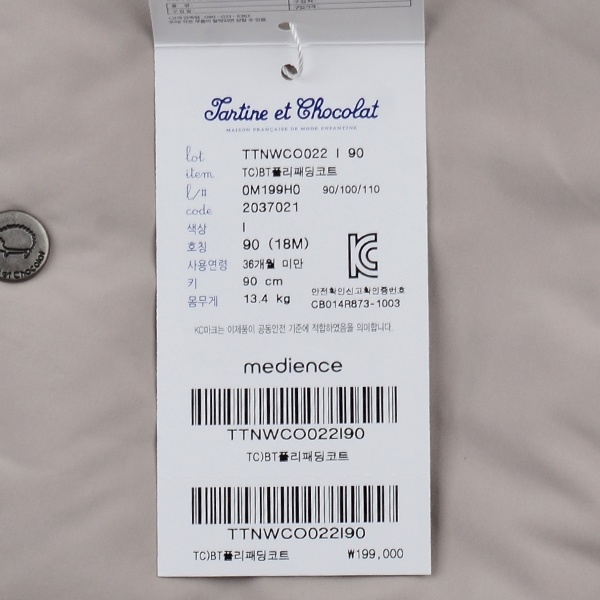 Tartine et Chocolat
MAISON FRANÇAISE DE MODE ENFANTINE
lot TTNWCO022 I 90
item TC)BT플리패딩코트
l/# 0M199H0 90/100/110
code 2037021
색상 I
호칭 90 (18M)
사용연령 36개월 미만
키 90 cm
몸무게 13.4 kg
안전확인신고확인증번호
CB014R873-1003
KC마크는 이제품이 공동안전 기준에 적합하였음을 의미합니다.
medience
TTNWCO022I90
TC)BT플리패딩코트
TTNWCO022I90
TC)BT플리패딩코트 ₩199,000
et Chocolat